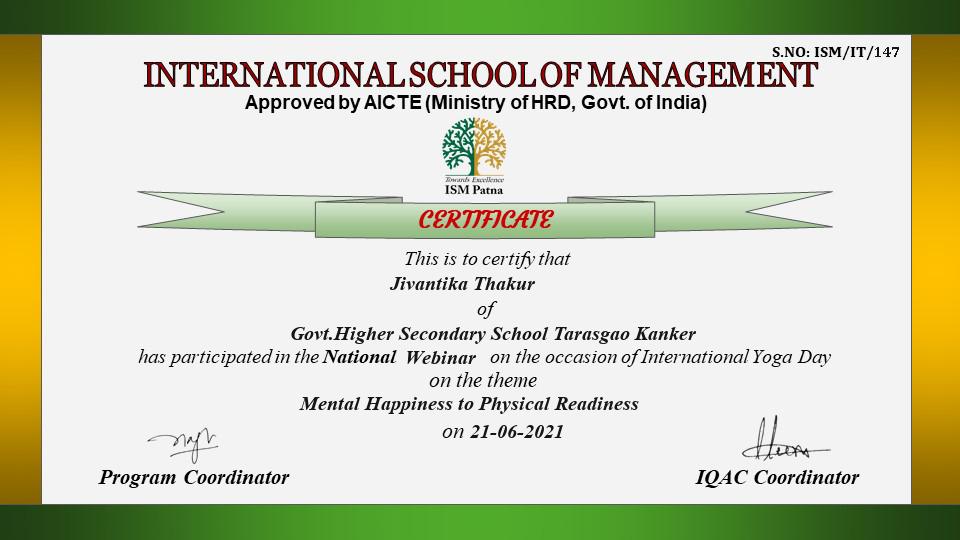 S.NO: ISM/IT/147
INTERNATIONAL SCHOOL OF MANAGEMENT
Approved by AICTE (Ministry of HRD, Govt. of India)
Towards Excellence
ISM Patna
CERTIFICATE
This is to certify that
Jivantika Thakur
of
Govt.Higher Secondary School Tarasgao Kanker
has participated in the National Webinar on the occasion of International Yoga Day
on the theme
Mental Happiness to Physical Readiness
on 21-06-2021
Program Coordinator
IQAC Coordinator